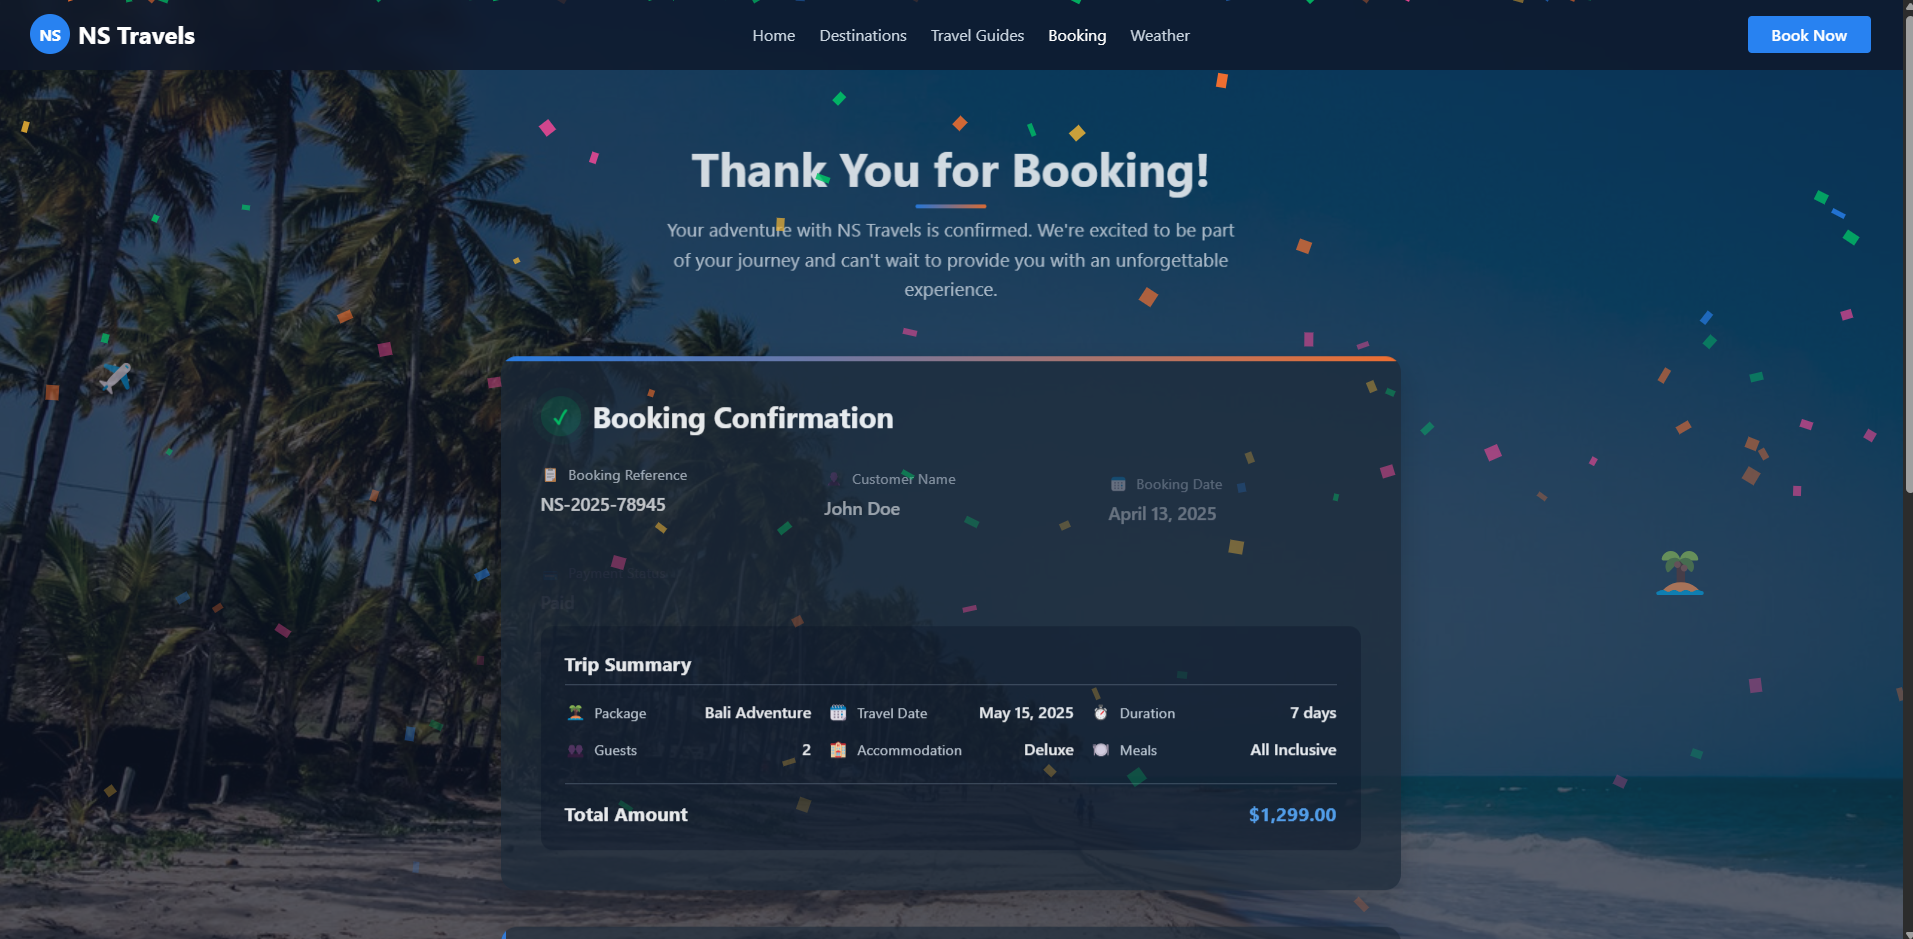 NS NS Travels
Home Destinations Travel Guides Booking Weather
Book Now
Thank You for Booking!
Your adventure with NS Travels is confirmed. We're excited to be part
of your journey and can't wait to provide you with an unforgettable
experience.
✓ Booking Confirmation
Booking Reference
NS-2025-78945
Customer Name
John Doe
Booking Date
April 13, 2025
Payment Status
Paid
Trip Summary
Package Bali Adventure Travel Date May 15, 2025 Duration 7 days
Guests 2 Accommodation Deluxe Meals All Inclusive
Total Amount $1,299.00